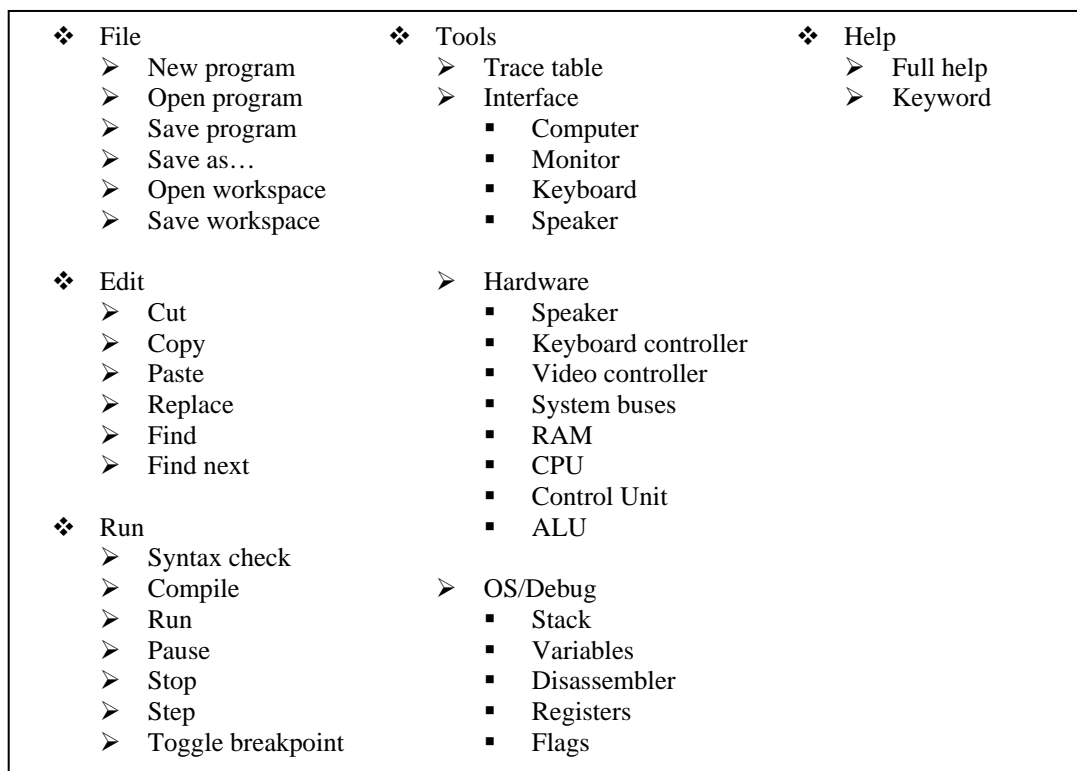 ❖ File
➢ New program
➢ Open program
➢ Save program
➢ Save as…
➢ Open workspace
➢ Save workspace
❖ Edit
➢ Cut
➢ Copy
➢ Paste
➢ Replace
➢ Find
➢ Find next
❖ Run
➢ Syntax check
➢ Compile
➢ Run
➢ Pause
➢ Stop
➢ Step
➢ Toggle breakpoint
❖ Tools
➢ Trace table
➢ Interface
▪ Computer
▪ Monitor
▪ Keyboard
▪ Speaker
➢ Hardware
▪ Speaker
▪ Keyboard controller
▪ Video controller
▪ System buses
▪ RAM
▪ CPU
▪ Control Unit
▪ ALU
➢ OS/Debug
▪ Stack
▪ Variables
▪ Disassembler
▪ Registers
▪ Flags
❖ Help
➢ Full help
➢ Keyword